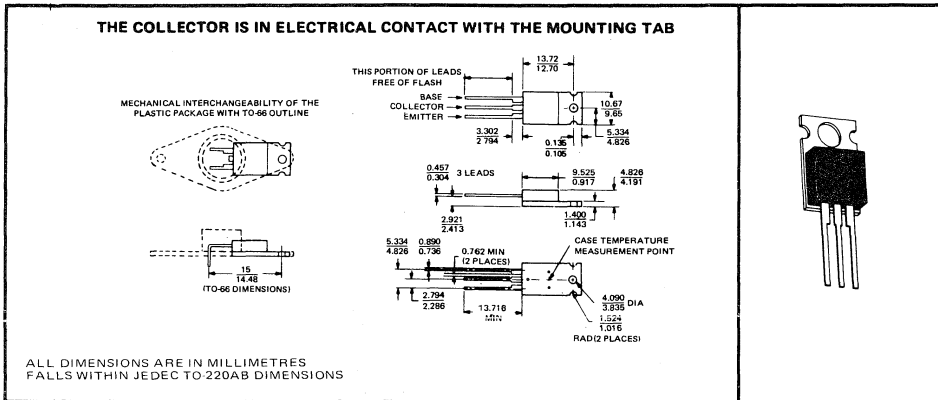 THE COLLECTOR IS IN ELECTRICAL CONTACT WITH THE MOUNTING TAB
13.72
12.70
THIS PORTION OF LEADS
FREE OF FLASH
BASE
COLLECTOR
EMITTER
10.67
9.65
3.302
2.794
0.135
0.105
5.334
4.826
MECHANICAL INTERCHANGEABILITY OF THE
PLASTIC PACKAGE WITH TO-66 OUTLINE
0.457
0.304
3 LEADS
9.525
0.917
4.826
4.191
2.921
2.413
1.400
1.143
15
14.48
(TO-66 DIMENSIONS)
5.334
4.826
0.890
0.736
0.762 MIN
(2 PLACES)
CASE TEMPERATURE
MEASUREMENT POINT
2.794
2.286
13.716
MIN
4.090
3.835
DIA
1.524
1.016
RAD(2 PLACES)
ALL DIMENSIONS ARE IN MILLIMETRES
FALLS WITHIN JEDEC TO-220AB DIMENSIONS